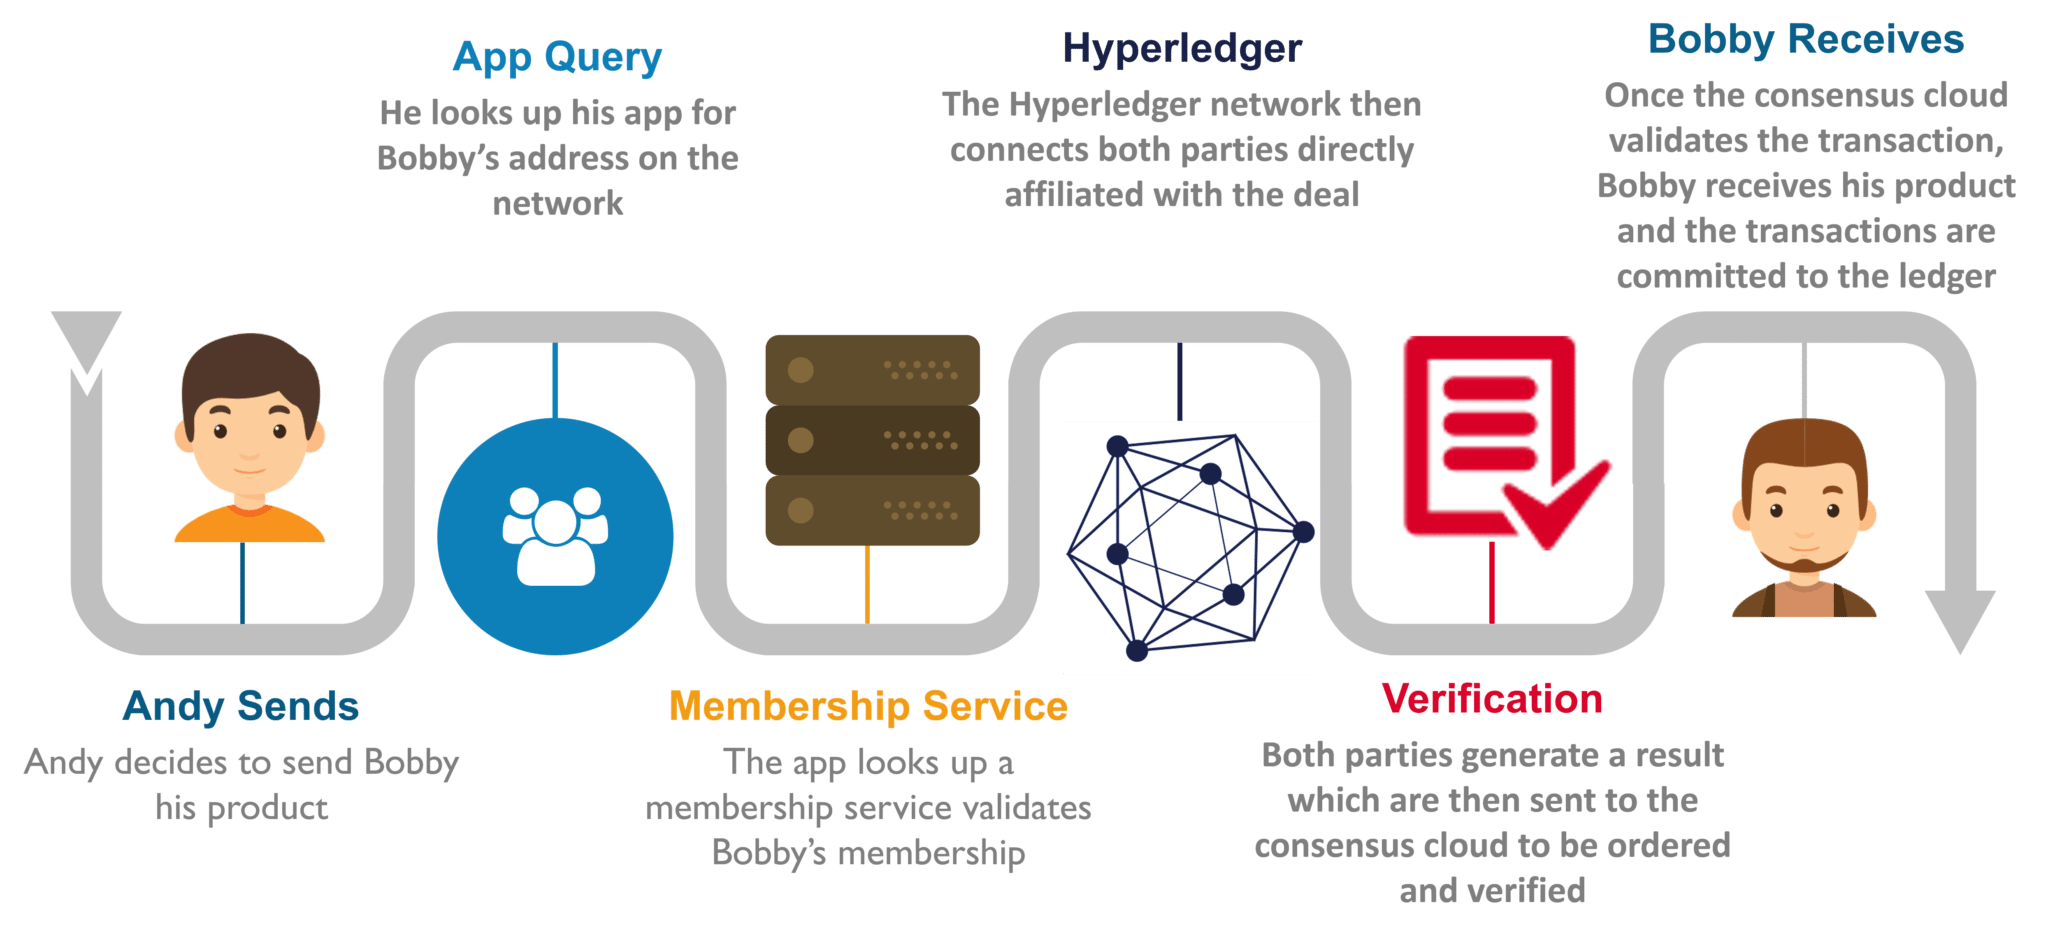 Andy Sends
Andy decides to send Bobby
his product
App Query
He looks up his app for
Bobby’s address on the
network
Membership Service
The app looks up a
membership service validates
Bobby’s membership
Hyperledger
The Hyperledger network then
connects both parties directly
affiliated with the deal
Verification
Both parties generate a result
which are then sent to the
consensus cloud to be ordered
and verified
Bobby Receives
Once the consensus cloud
validates the transaction,
Bobby receives his product
and the transactions are
committed to the ledger